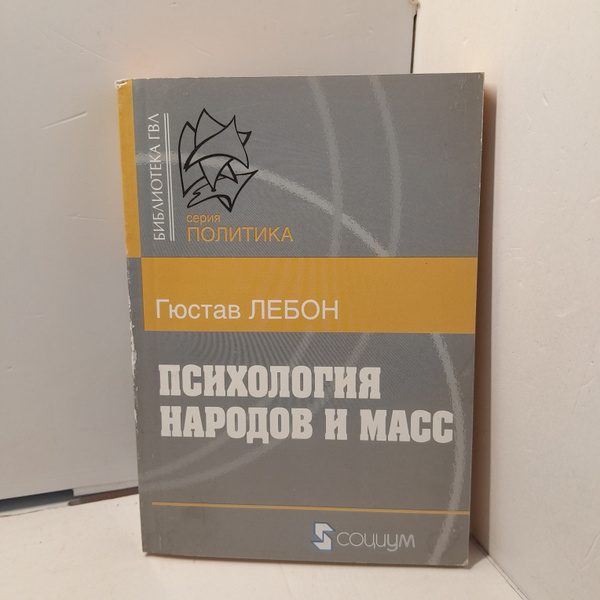 БИБЛИОТЕКА ГВЛ
серия
ПОЛИТИКА
Гюстав ЛЕБОН
ПСИХОЛОГИЯ
НАРОДОВ И МАСС
социум